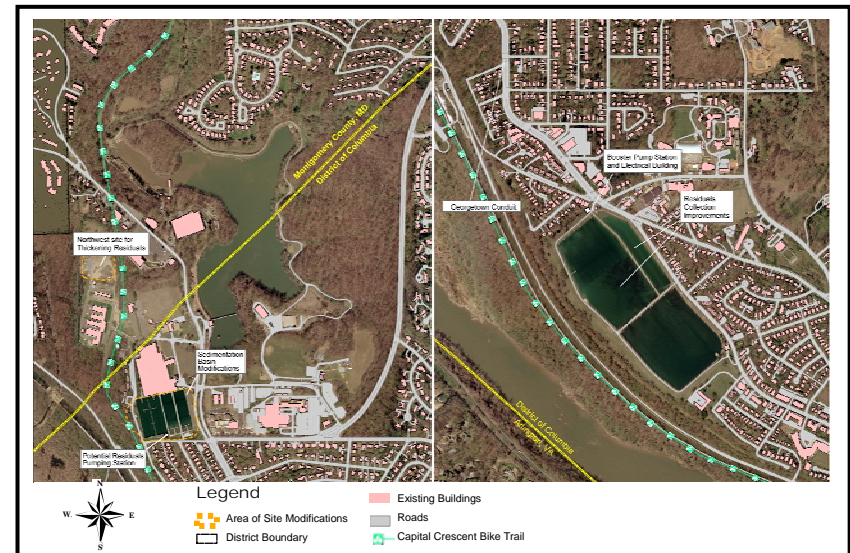 Montgomery County, MD
District of Columbia
Northwest site for
Thickening Residuals
Sedimentation
Basin
Modifications
Potential Residuals
Pumping Station
Booster Pump Station
and Electrical Building
Georgetown Conduit
Residuals
Collection
Improvements
District of Columbia
Arlington, VA
N
W
E
S
Legend
Area of Site Modifications
District Boundary
Existing Buildings
Roads
Capital Crescent Bike Trail